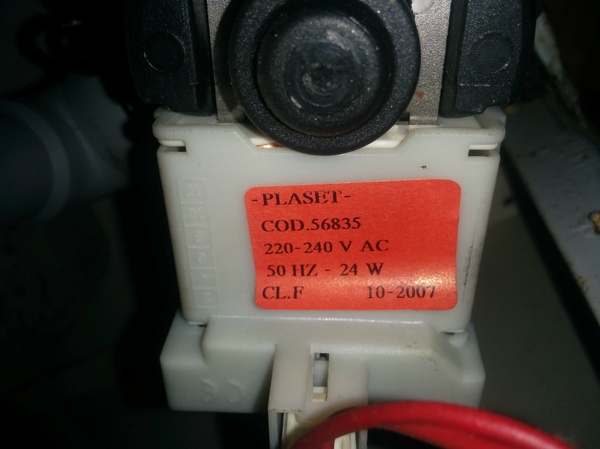 -PLASET-
COD.56835
220-240 V AC
50 HZ - 24 W
CL.F 10-2007